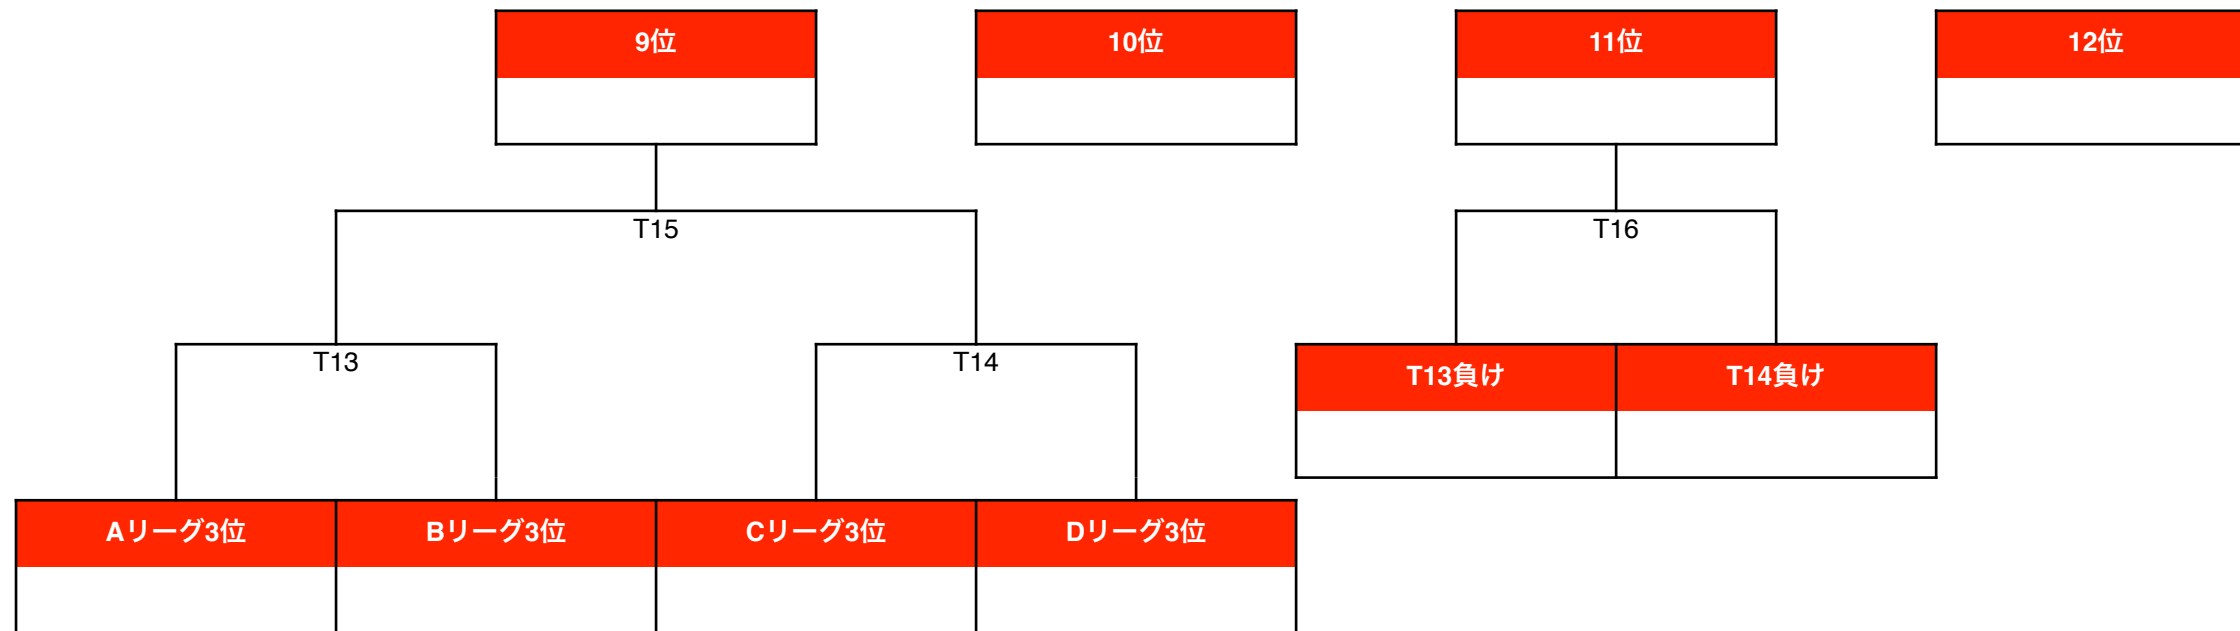 9位
10位
11位
12位
T15
T16
T13
T14
T13負け
T14負け
Aリーグ3位
Bリーグ3位
Cリーグ3位
Dリーグ3位